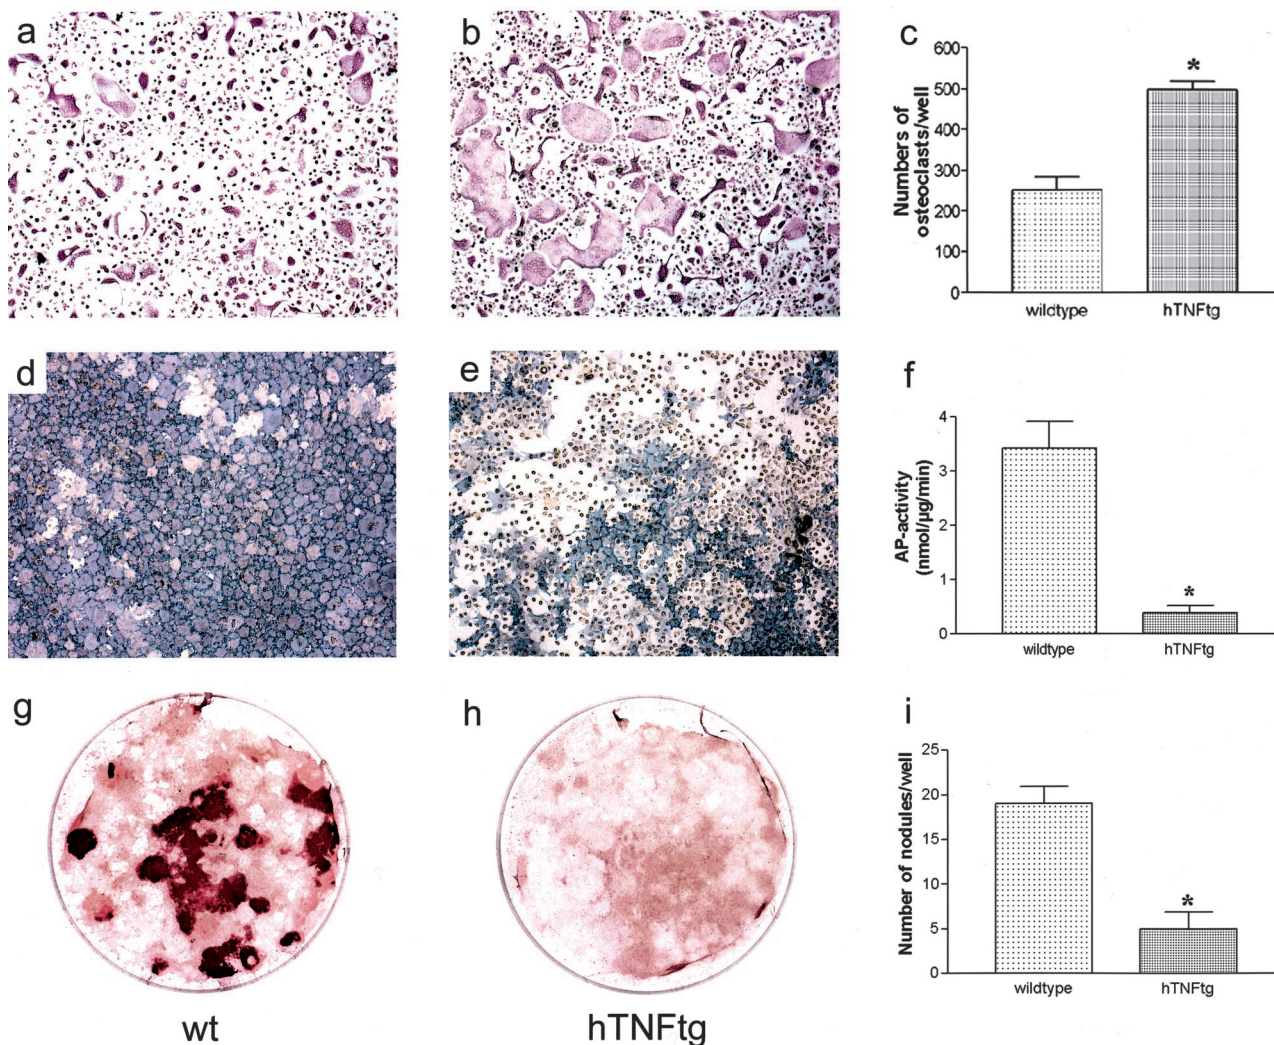 a
b
c
Numbers of
osteoclasts/well
600
500
400
300
200
100
0
*
wildtype
hTNFtg
d
e
f
AP-activity
(nmol/µg/min)
4
3
2
1
0
*
wildtype
hTNFtg
g
h
i
Number of nodules/well
25
20
15
10
5
0
*
wildtype
hTNFtg
wt
hTNFtg